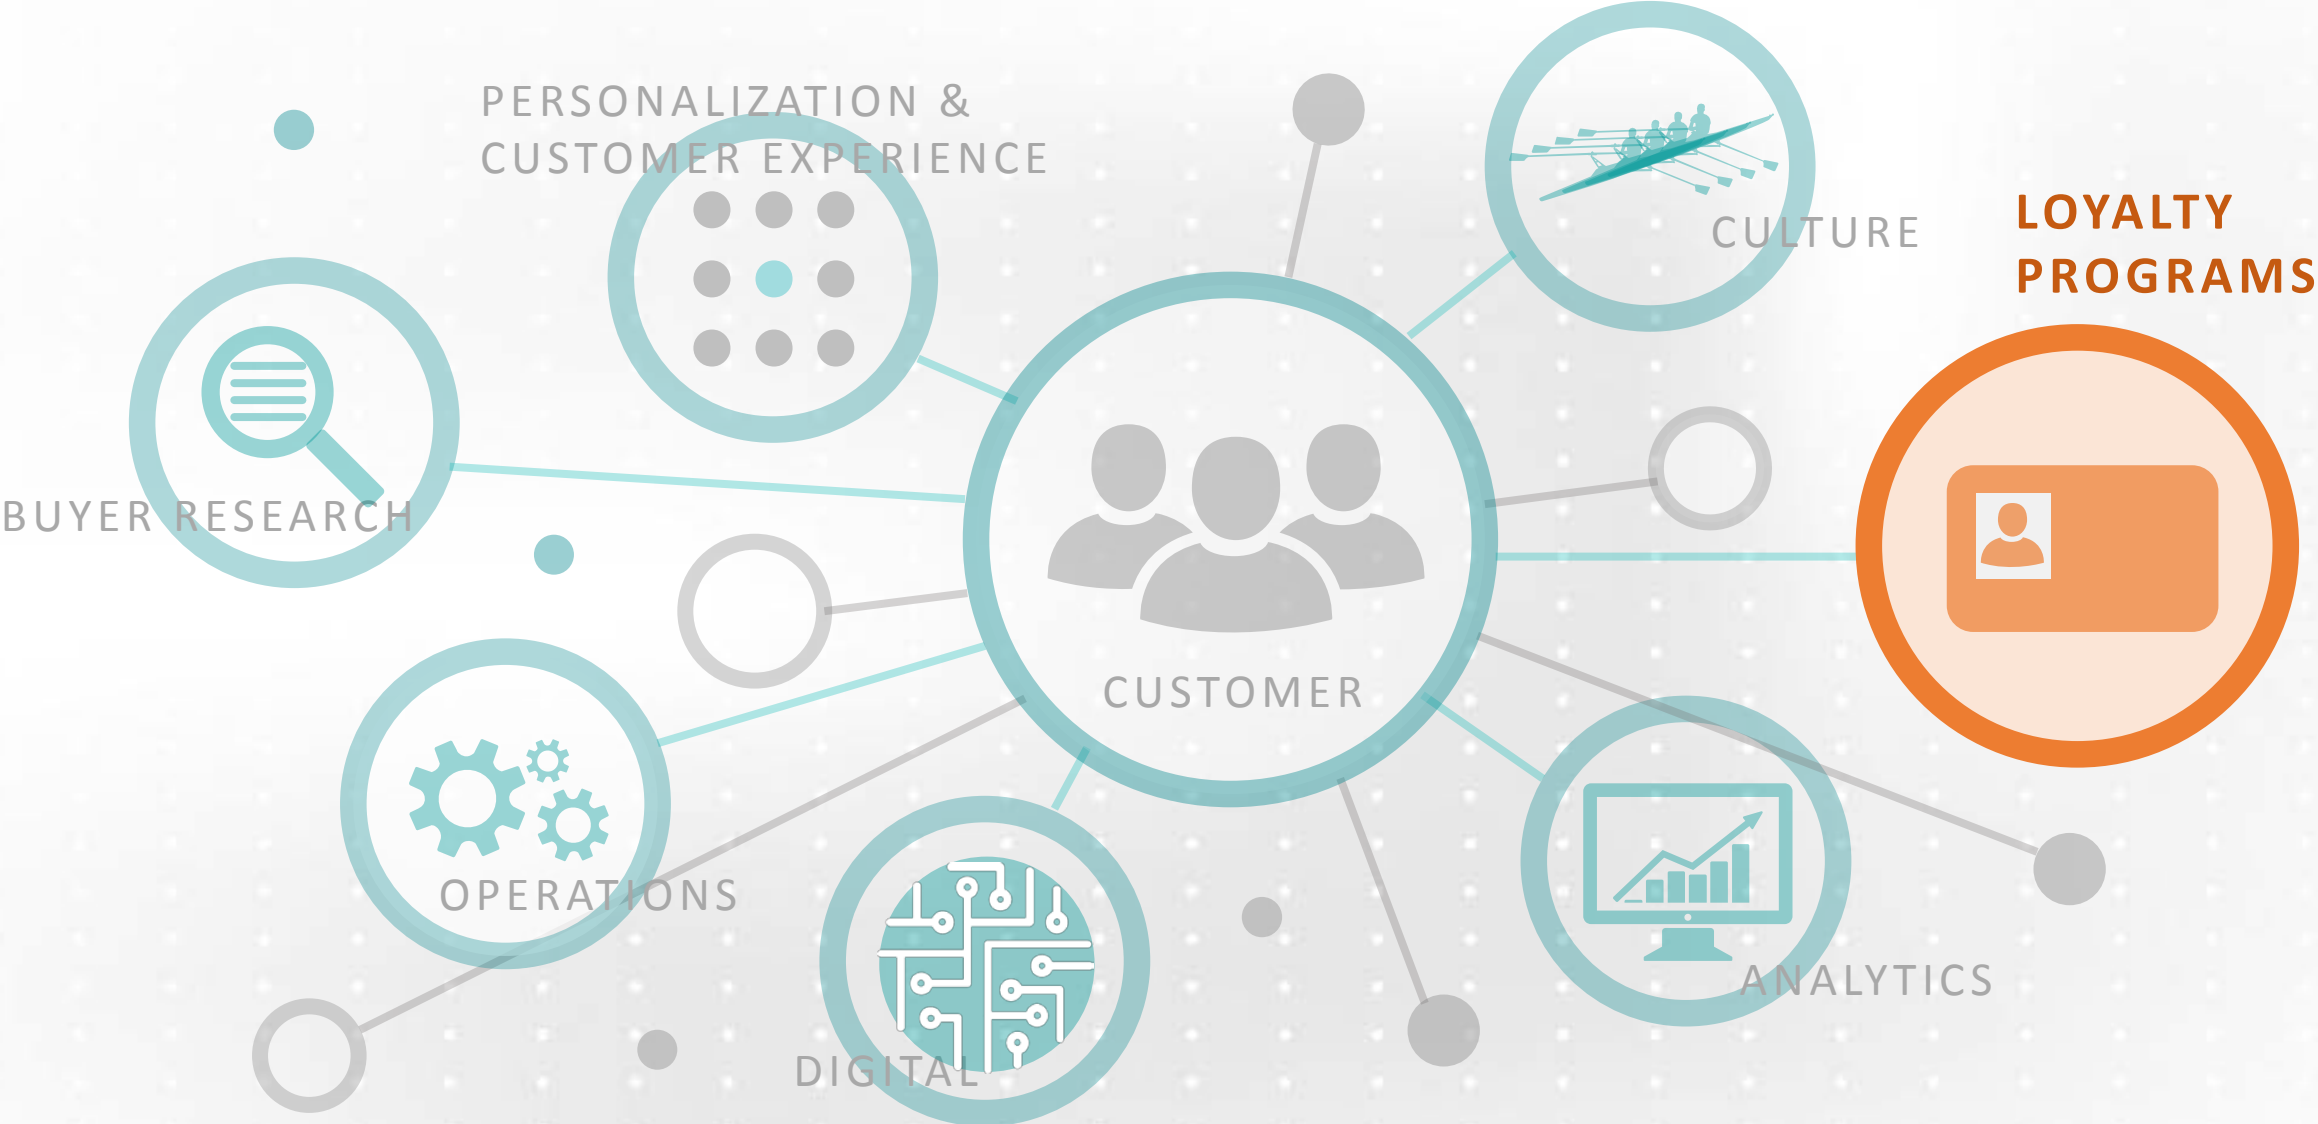 PERSONALIZATION &
CUSTOMER EXPERIENCE
CULTURE
LOYALTY
PROGRAMS
BUYER RESEARCH
CUSTOMER
OPERATIONS
ANALYTICS
DIGITAL